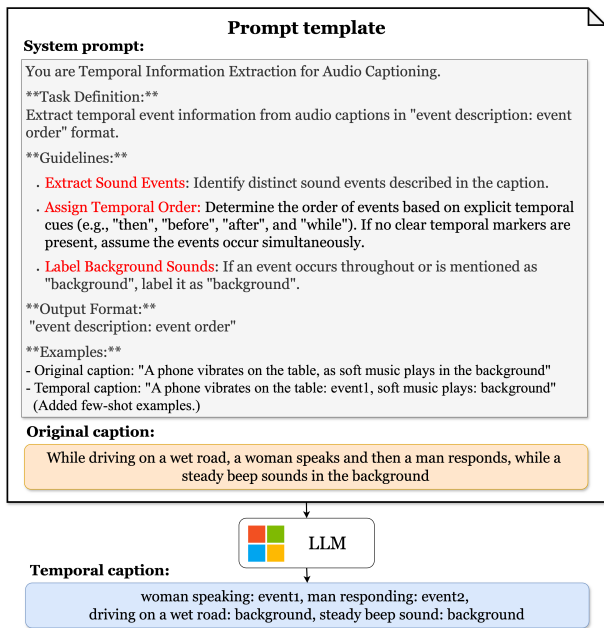 Prompt template
System prompt:
You are Temporal Information Extraction for Audio Captioning.
**Task Definition:**
Extract temporal event information from audio captions in "event description: event
order" format.
**Guidelines:**
. Extract Sound Events: Identify distinct sound events described in the caption.
. Assign Temporal Order: Determine the order of events based on explicit temporal
cues (e.g., "then", "before", "after", and "while"). If no clear temporal markers are
present, assume the events occur simultaneously.
. Label Background Sounds: If an event occurs throughout or is mentioned as
"background", label it as "background".
**Output Format:**
"event description: event order"
**Examples:**
- Original caption: "A phone vibrates on the table, as soft music plays in the background"
- Temporal caption: "A phone vibrates on the table: event1, soft music plays: background"
(Added few-shot examples.)
Original caption:
While driving on a wet road, a woman speaks and then a man responds, while a
steady beep sounds in the background
LLM
Temporal caption:
woman speaking: event1, man responding: event2,
driving on a wet road: background, steady beep sound: background